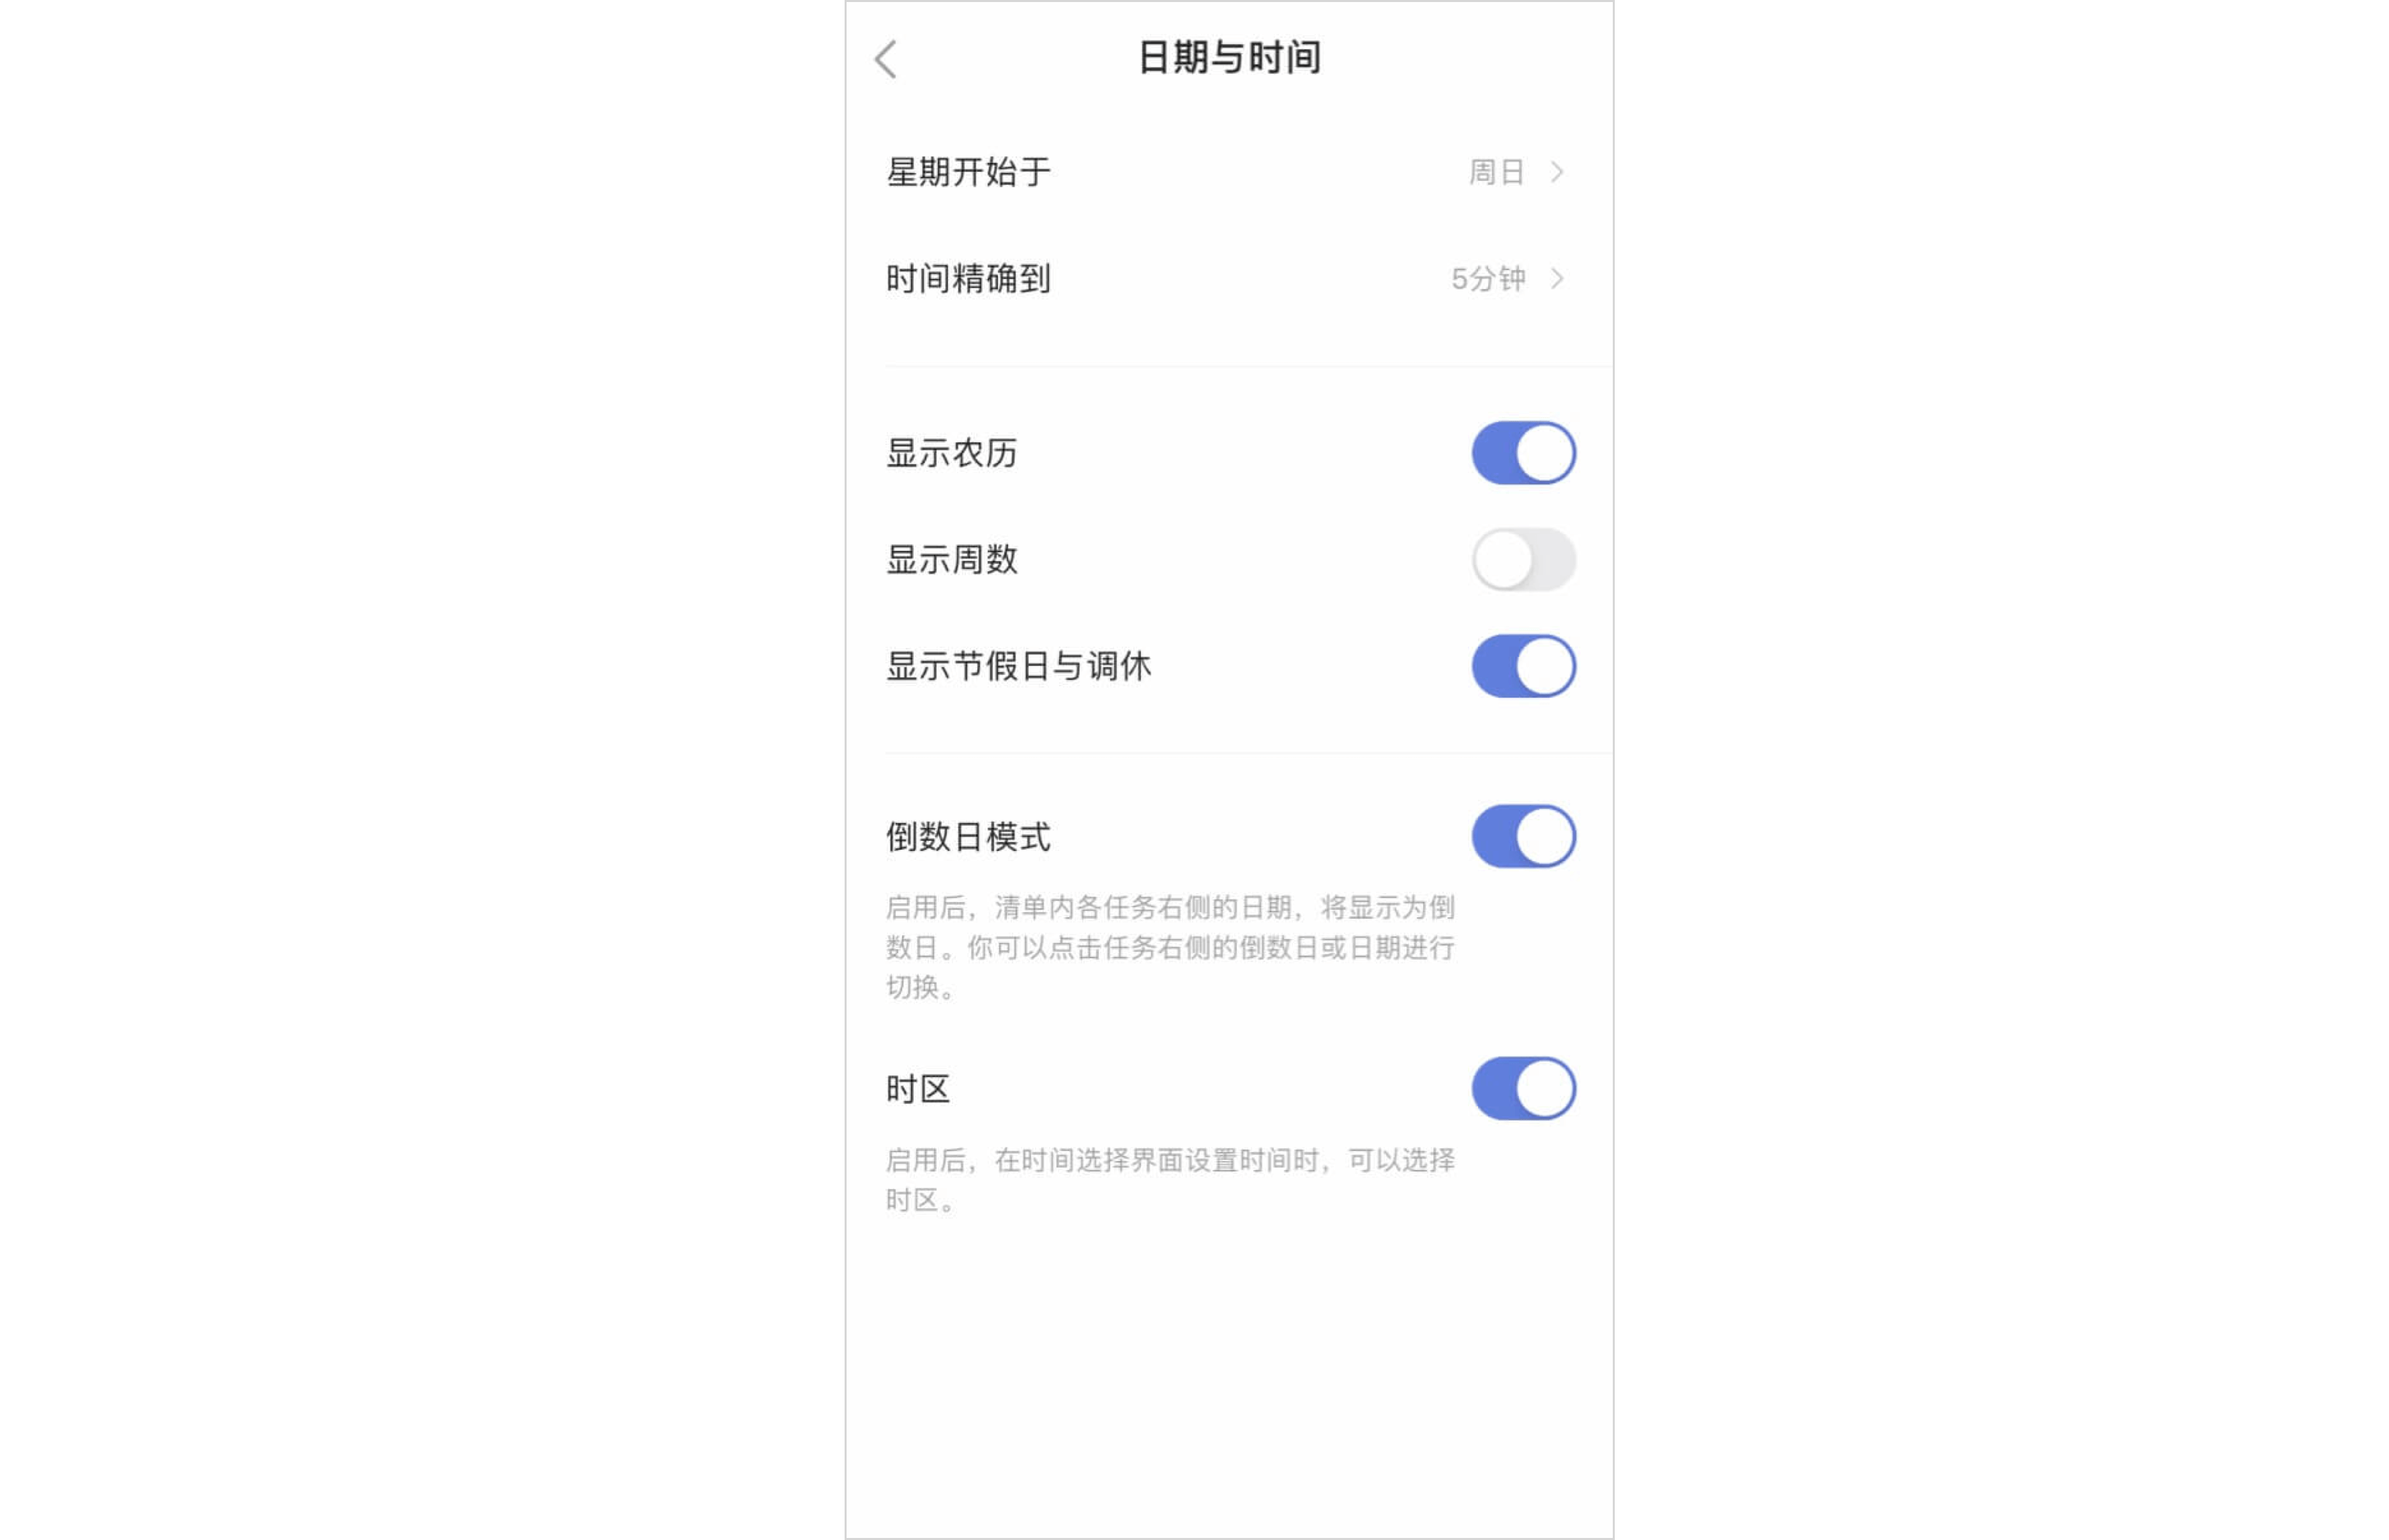 日期与时间
星期开始于 周日
时间精确到 5分钟
显示农历
显示周数
显示节假日与调休
倒数日模式
启用后，清单内各任务右侧的日期，将显示为倒
数日。你可以点击任务右侧的倒数日或日期进行
切换。
时区
启用后，在时间选择界面设置时间时，可以选择
时区。